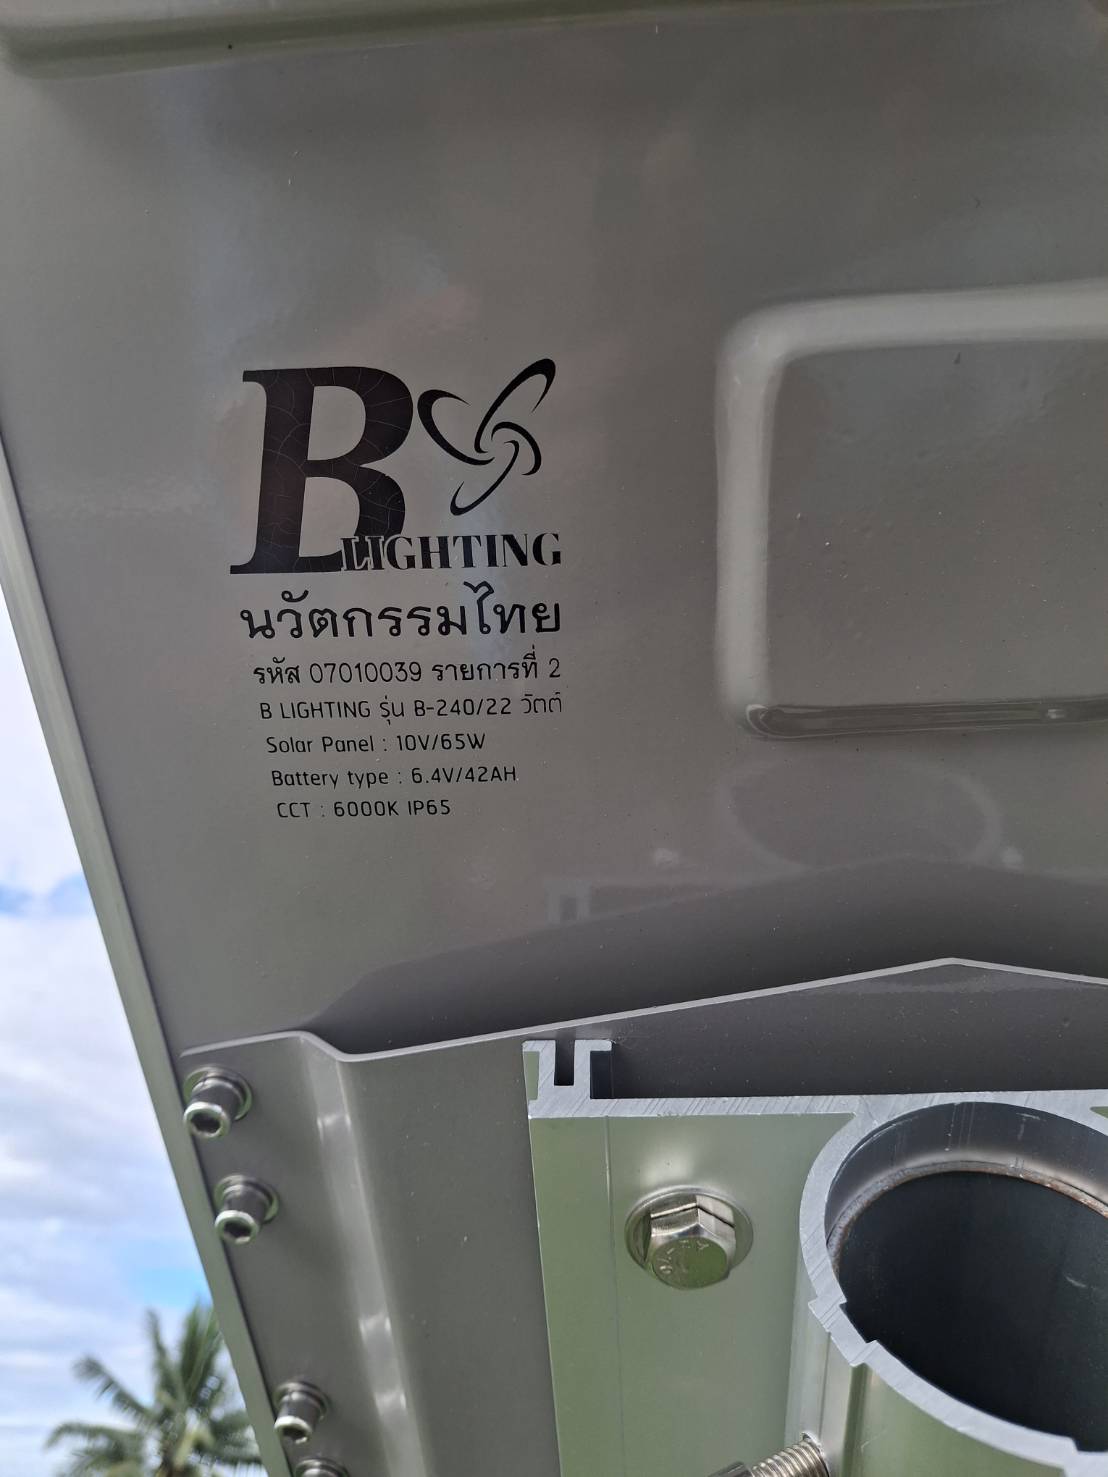 B
LIGHTING
นวัตกรรมไทย
รหัส 07010039 รายการที่ 2
B LIGHTING รุ่น B-240/22 วัตต์
Solar Panel : 10V/65W
Battery type : 6.4V/42AH
CCT : 6000K IP65